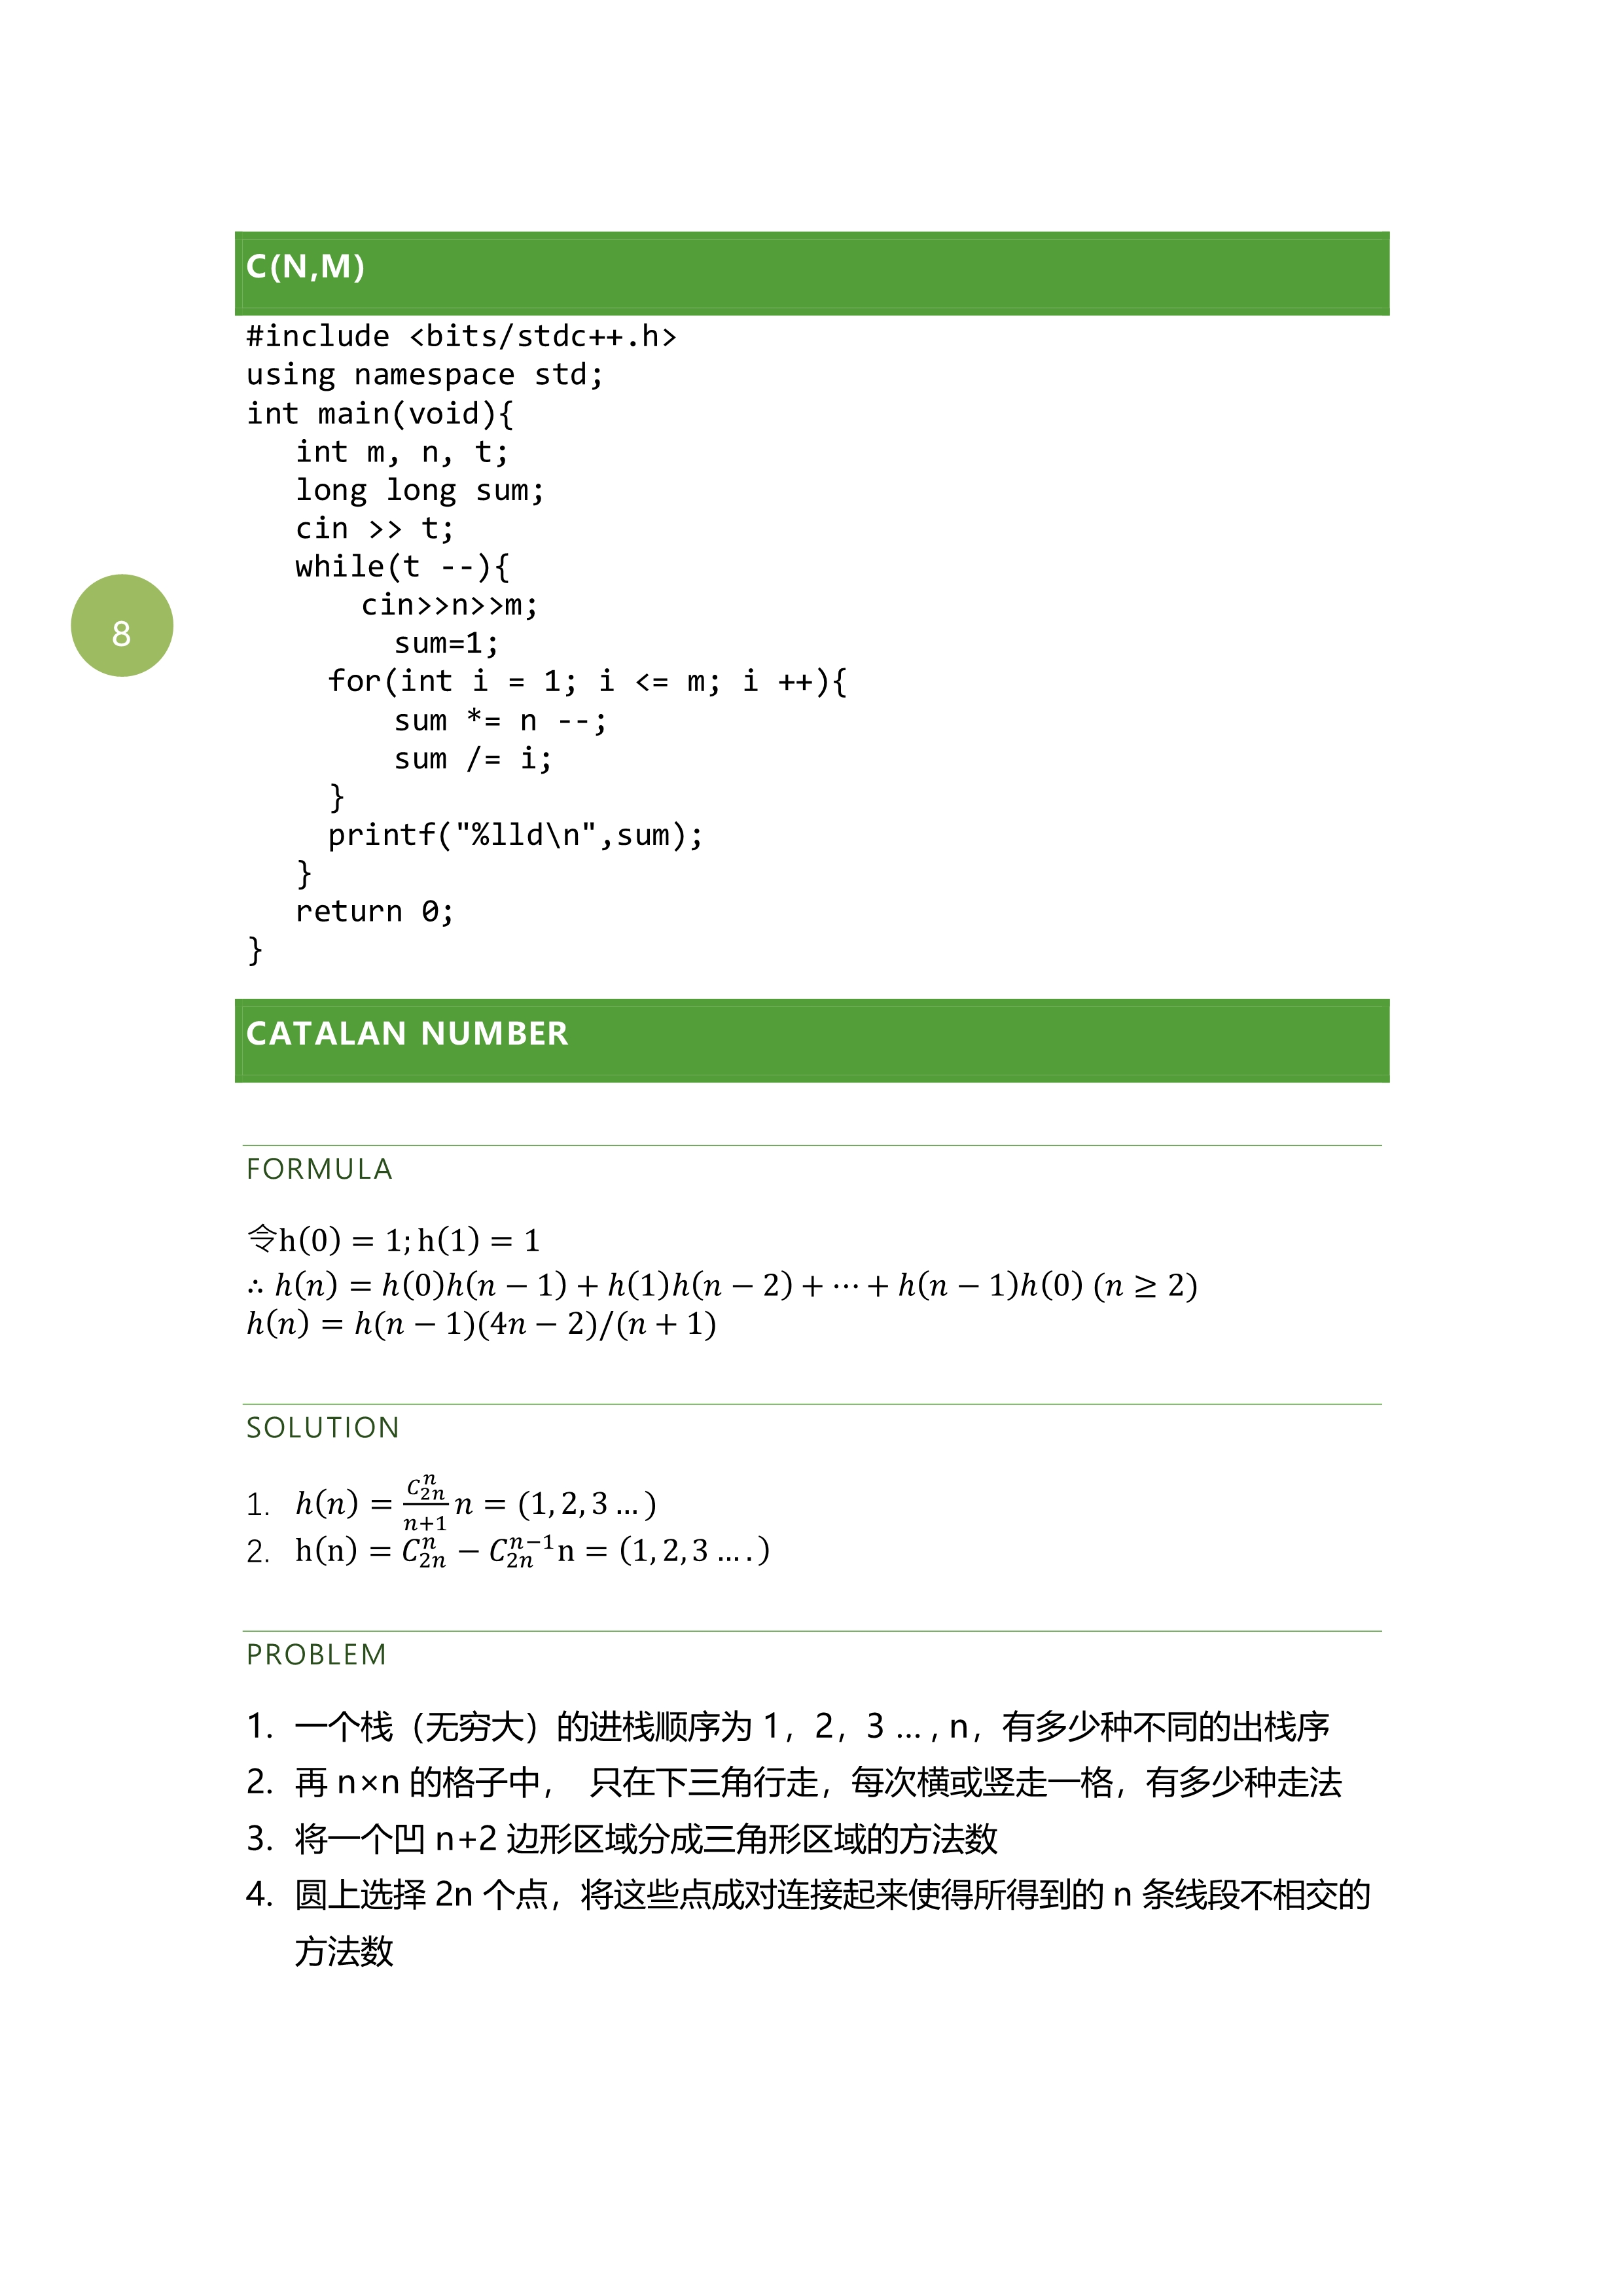 C(N,M)
#include <bits/stdc++.h>
using namespace std;
int main(void){
int m, n, t;
long long sum;
cin >> t;
while(t --){
cin>>n>>m;
sum=1;
for(int i = 1; i <= m; i ++){
sum *= n --;
sum /= i;
}
printf("%lld\n",sum);
}
return 0;
}
8
CATALAN NUMBER
FORMULA
令h(0) = 1; h(1) = 1
∴ h(n) = h(0)h(n − 1) + h(1)h(n − 2) + ⋯ + h(n − 1)h(0) (n ≥ 2)
h(n) = h(n − 1)(4n − 2)/(n + 1)
SOLUTION
1. h(n) = \frac{C_{2n}^{n}}{n+1} n = (1, 2, 3 … )
2. h(n) = C_{2n}^{n} − C_{2n}^{n−1}n = (1, 2, 3 … . )
PROBLEM
1. 一个栈（无穷大）的进栈顺序为 1，2，3 … , n，有多少种不同的出栈序
2. 再 n×n 的格子中， 只在下三角行走，每次横或竖走一格，有多少种走法
3. 将一个凹 n+2 边形区域分成三角形区域的方法数
4. 圆上选择 2n 个点，将这些点成对连接起来使得所得到的 n 条线段不相交的
方法数